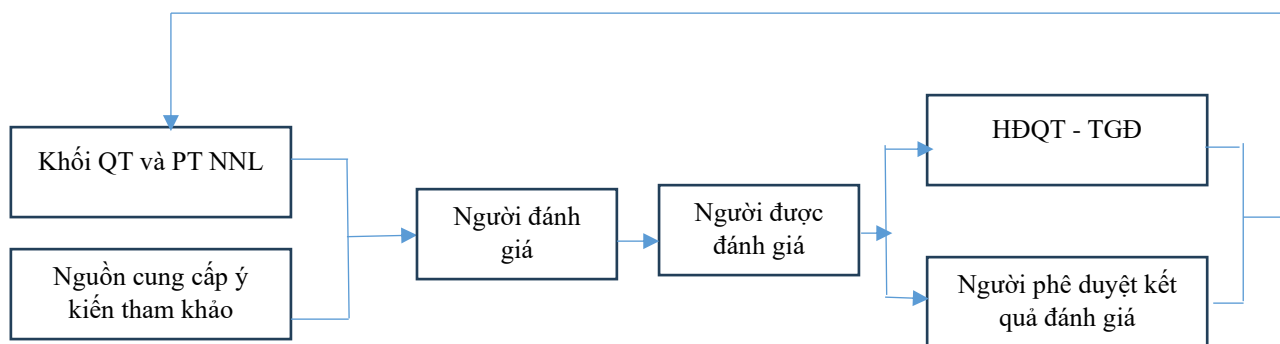 Khối QT và PT NNL
Nguồn cung cấp ý
kiến tham khảo
Người đánh
giá
Người được
đánh giá
HĐQT - TGĐ
Người phê duyệt kết
quả đánh giá